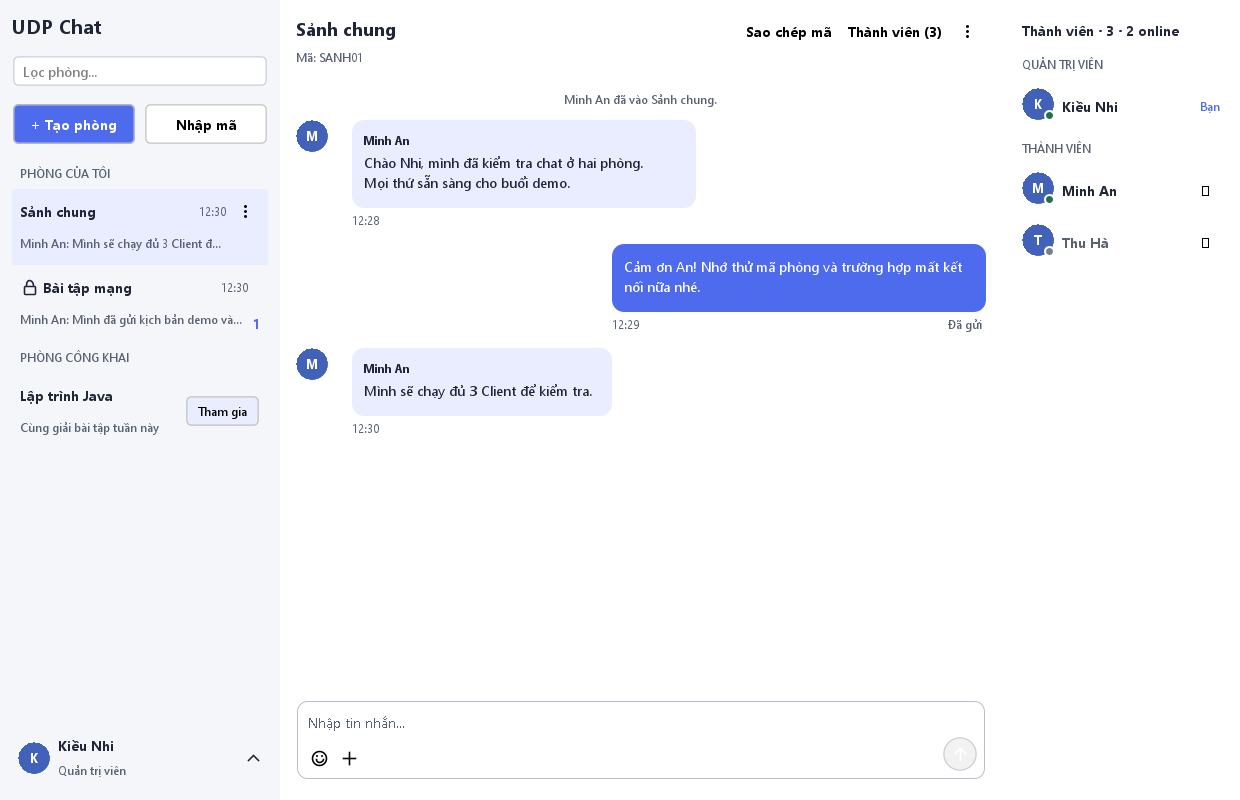 UDP Chat
Lọc phòng...
+ Tạo phòng
Nhập mã
PHÒNG CỦA TÔI
Sảnh chung
12:30
Minh An: Mình sẽ chạy đủ 3 Client đ...
Bài tập mạng
12:30
Minh An: Mình đã gửi kịch bản demo và...
1
PHÒNG CÔNG KHAI
Lập trình Java
Tham gia
Cùng giải bài tập tuần này
K
Kiều Nhi
Quản trị viên
Sảnh chung
Mã: SANH01
Sao chép mã
Thành viên (3)
Minh An đã vào Sảnh chung.
M
Minh An
Chào Nhi, mình đã kiểm tra chat ở hai phòng.
Mọi thứ sẵn sàng cho buổi demo.
12:28
Cảm ơn An! Nhớ thử mã phòng và trường hợp mất kết
nối nữa nhé.
12:29
Đã gửi
M
Minh An
Mình sẽ chạy đủ 3 Client để kiểm tra.
12:30
Nhập tin nhắn...
Thành viên - 3 - 2 online
QUẢN TRỊ VIÊN
K
Kiều Nhi
Bạn
THÀNH VIÊN
M
Minh An
T
Thu Hà